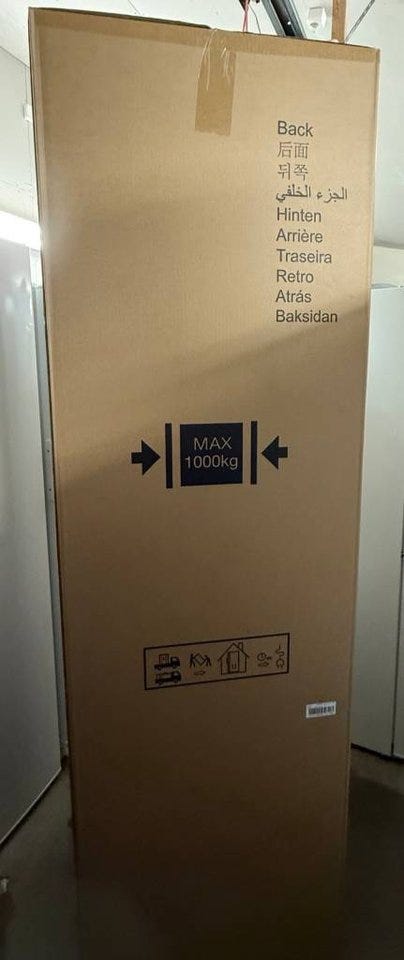 Back
后面
뒤쪽
الجزء الخلفي
Hinten
Arrière
Traseira
Retro
Atrás
Baksidan
MAX
1000kg